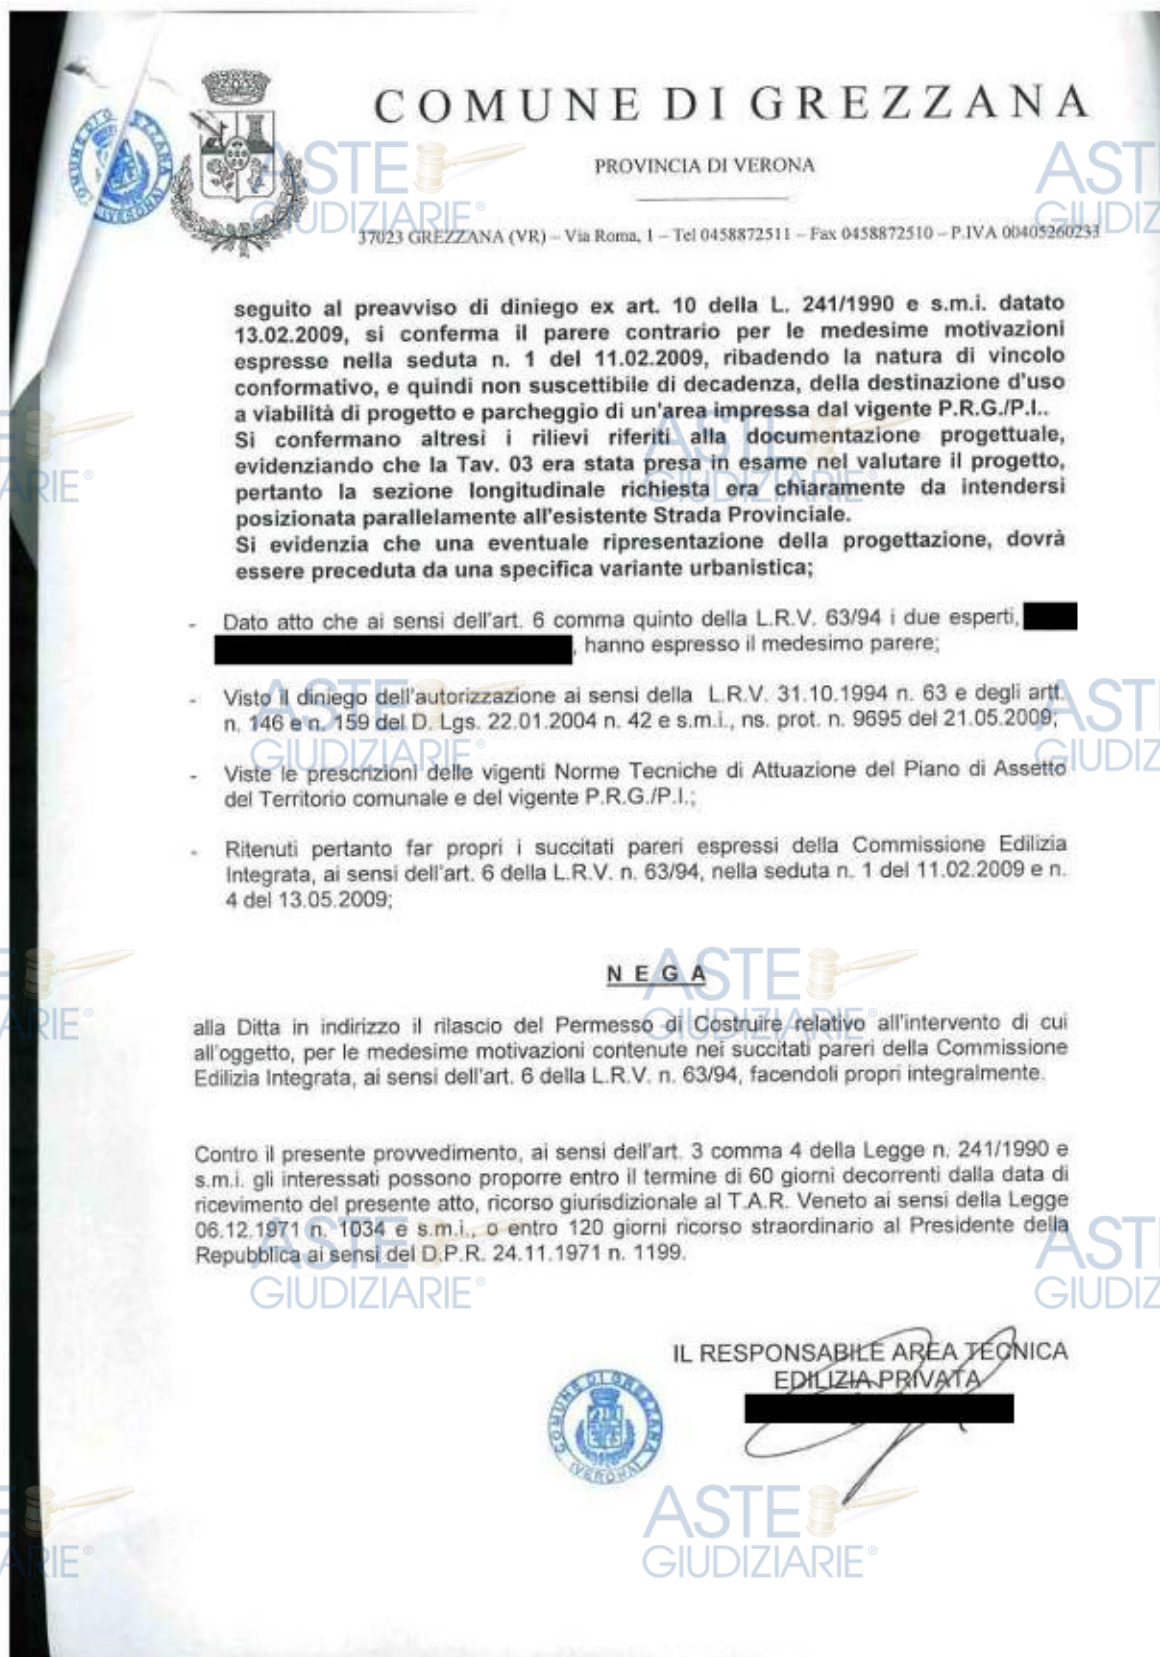 COMUNE DI GREZZANA
PROVINCIA DI VERONA
37023 GREZZANA (VR) – Via Roma, 1 – Tel 0458872511 – Fax 0458872510 – P.IVA 00405260233
seguito al preavviso di diniego ex art. 10 della L. 241/1990 e s.m.i. datato
13.02.2009, si conferma il parere contrario per le medesime motivazioni
espresse nella seduta n. 1 del 11.02.2009, ribadendo la natura di vincolo
conformativo, e quindi non suscettibile di decadenza, della destinazione d'uso
a viabilità di progetto e parcheggio di un'area impressa dal vigente P.R.G./P.I..
Si confermano altresi i rilievi riferiti alla documentazione progettuale,
evidenziando che la Tav. 03 era stata presa in esame nel valutare il progetto,
pertanto la sezione longitudinale richiesta era chiaramente da intendersi
posizionata parallelamente all'esistente Strada Provinciale.
Si evidenzia che una eventuale ripresentazione della progettazione, dovrà
essere preceduta da una specifica variante urbanistica;
- Dato atto che ai sensi dell'art. 6 comma quinto della L.R.V. 63/94 i due esperti,
, hanno espresso il medesimo parere;
- Visto il diniego dell'autorizzazione ai sensi della L.R.V. 31.10.1994 n. 63 e degli artt.
n. 146 e n. 159 del D. Lgs. 22.01.2004 n. 42 e s.m.i., ns. prot. n. 9695 del 21.05.2009;
- Viste le prescrizioni delle vigenti Norme Tecniche di Attuazione del Piano di Assetto
del Territorio comunale e del vigente P.R.G./P.I.;
- Ritenuti pertanto far propri i succitati pareri espressi della Commissione Edilizia
Integrata, ai sensi dell'art. 6 della L.R.V. n. 63/94, nella seduta n. 1 del 11.02.2009 e n.
4 del 13.05.2009;
N E G A
alla Ditta in indirizzo il rilascio del Permesso di Costruire relativo all'intervento di cui
all'oggetto, per le medesime motivazioni contenute nei succitati pareri della Commissione
Edilizia Integrata, ai sensi dell'art. 6 della L.R.V. n. 63/94, facendoli propri integralmente.
Contro il presente provvedimento, ai sensi dell'art. 3 comma 4 della Legge n. 241/1990 e
s.m.i. gli interessati possono proporre entro il termine di 60 giorni decorrenti dalla data di
ricevimento del presente atto, ricorso giurisdizionale al T.A.R. Veneto ai sensi della Legge
06.12.1971 n. 1034 e s.m.i., o entro 120 giorni ricorso straordinario al Presidente della
Repubblica ai sensi del D.P.R. 24.11.1971 n. 1199.
IL RESPONSABILE AREA TECNICA
EDILIZIA PRIVATA
COMUNE DI GREZZANA
(VERONA)
ASTE
GIUDIZIARIE®